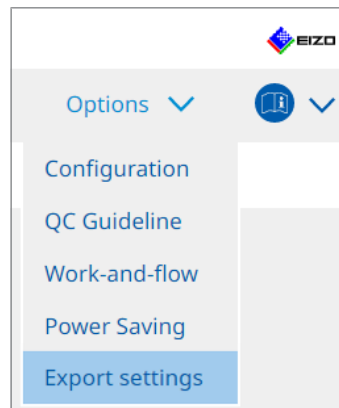 EIZO
Options
Configuration
QC Guideline
Work-and-flow
Power Saving
Export settings